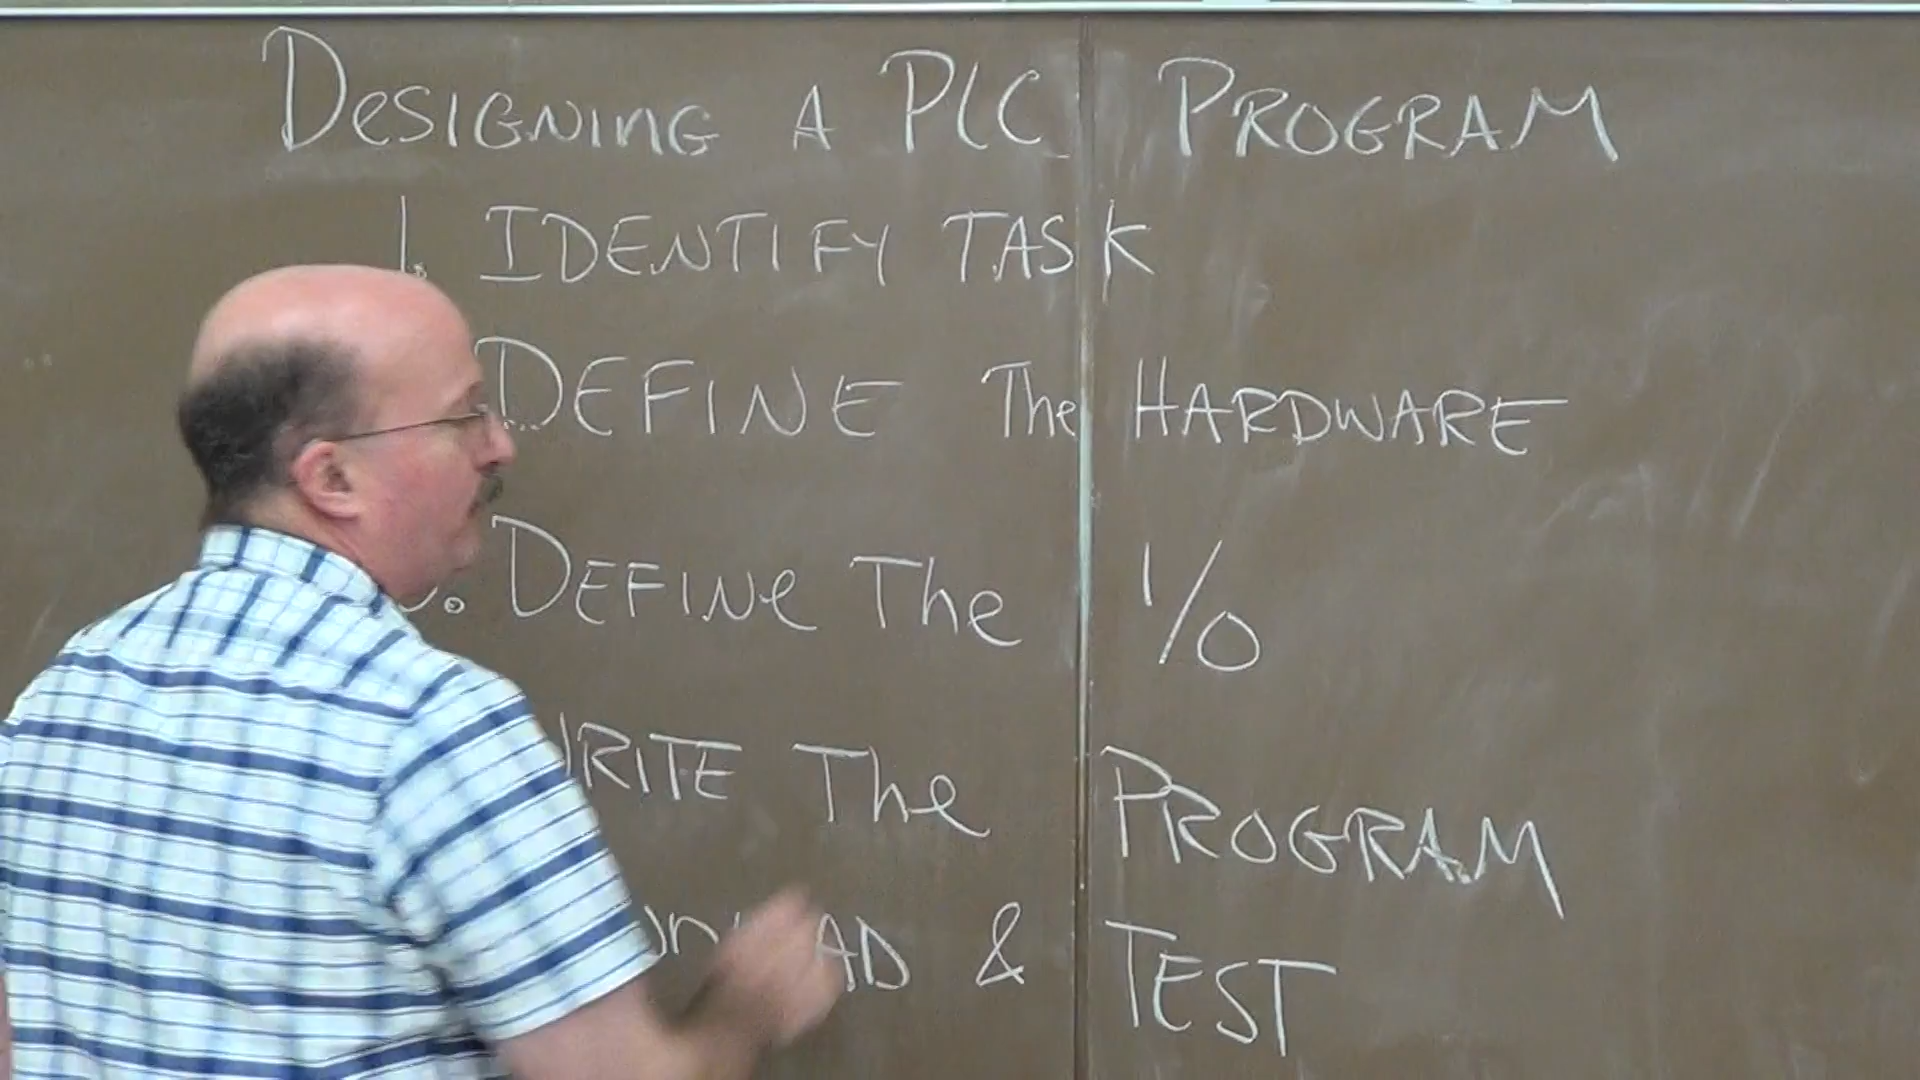 DESIGNING A PLC PROGRAM
1. IDENTIFY TASK
DEFINE The HARDWARE
. DEFINe The I/O
The PROGRAM
& TEST